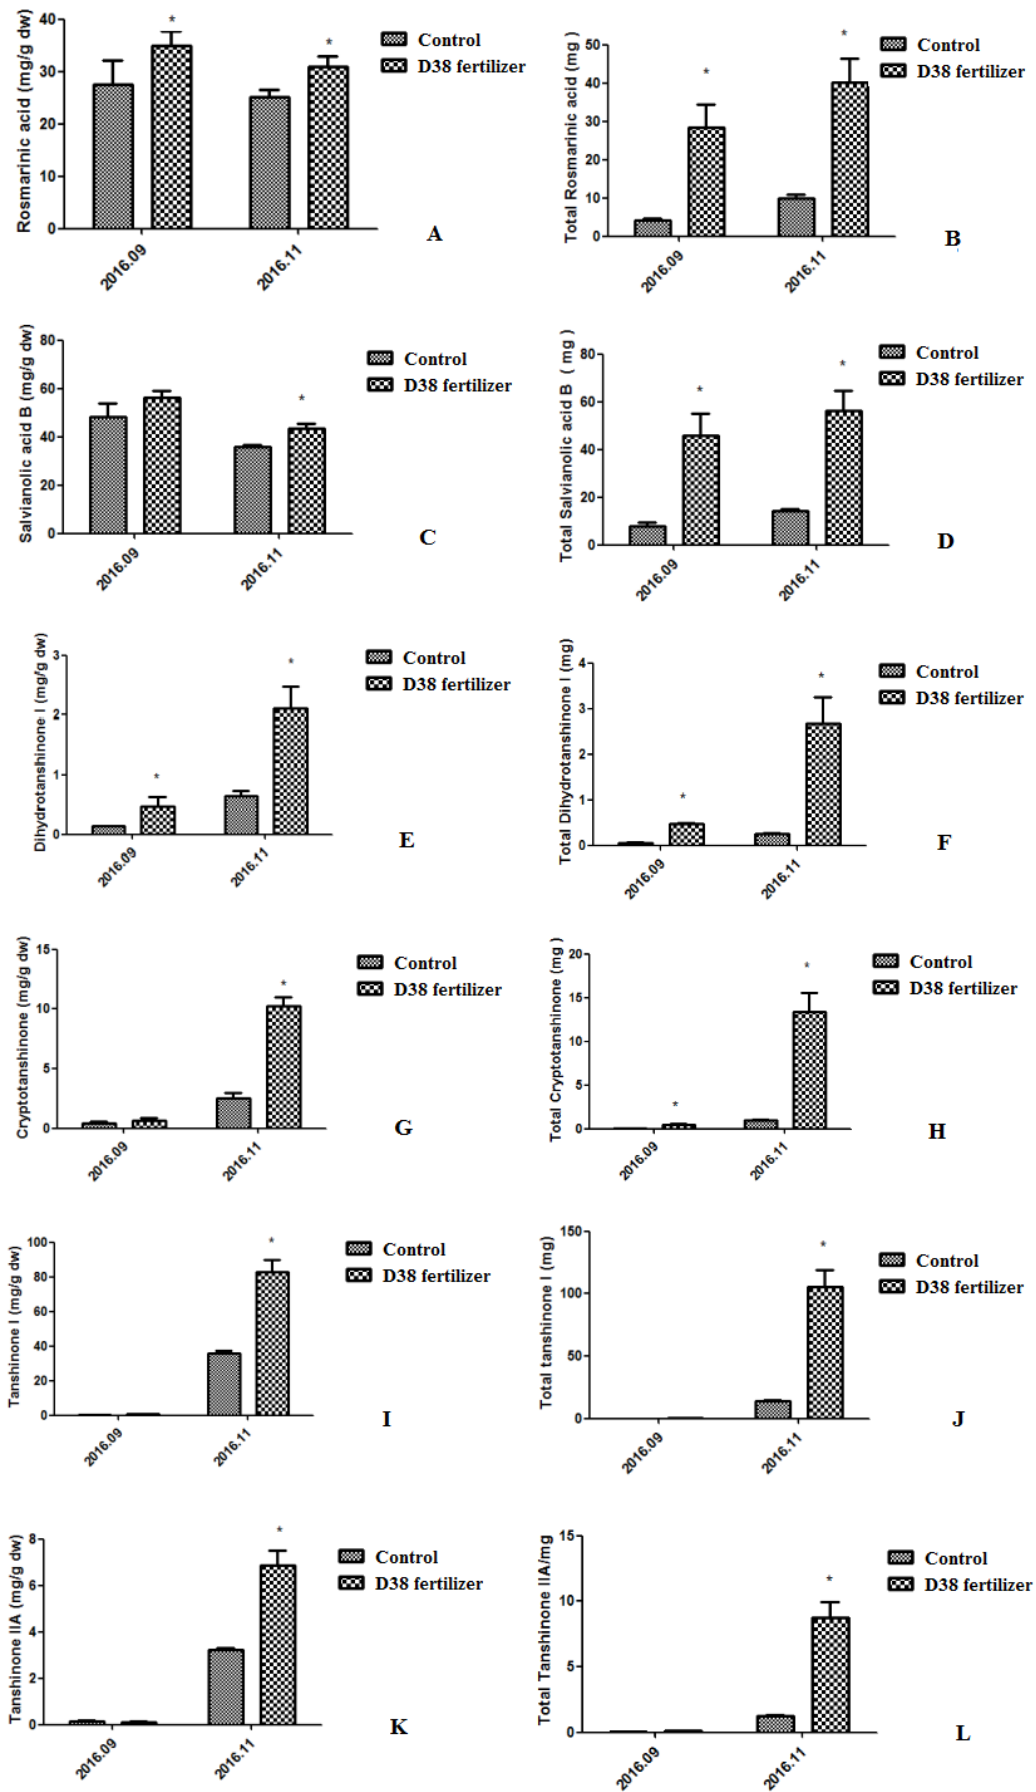 Rosmarinic acid (mg/g dw)
40
30
20
10
0
*
*
2016.09
2016.11
Control
D38 fertilizer
A
Total Rosmarinic acid (mg)
50
40
30
20
10
0
*
*
2016.09
2016.11
Control
D38 fertilizer
B
Salvianolic acid B (mg/g dw)
80
60
40
20
0
*
2016.09
2016.11
Control
D38 fertilizer
C
Total Salvianolic acid B ( mg )
80
60
40
20
0
*
*
2016.09
2016.11
Control
D38 fertilizer
D
Dihydrotanshinone I (mg/g dw)
3
2
1
0
*
*
2016.09
2016.11
Control
D38 fertilizer
E
Total Dihydrotanshinone I (mg)
4
3
2
1
0
*
*
2016.09
2016.11
Control
D38 fertilizer
F
Cryptotanshinone (mg/g dw)
15
10
5
0
*
2016.09
2016.11
Control
D38 fertilizer
G
Total Cryptotanshinone (mg )
20
15
10
5
0
*
*
2016.09
2016.11
Control
D38 fertilizer
H
Tanshinone I (mg/g dw)
100
80
60
40
20
0
*
2016.09
2016.11
Control
D38 fertilizer
I
Total tanshinone I (mg)
150
100
50
0
*
2016.09
2016.11
Control
D38 fertilizer
J
Tanshinone IIA (mg/g dw)
8
6
4
2
0
*
2016.09
2016.11
Control
D38 fertilizer
K
Total Tanshinone IIA/mg
15
10
5
0
*
2016.09
2016.11
Control
D38 fertilizer
L